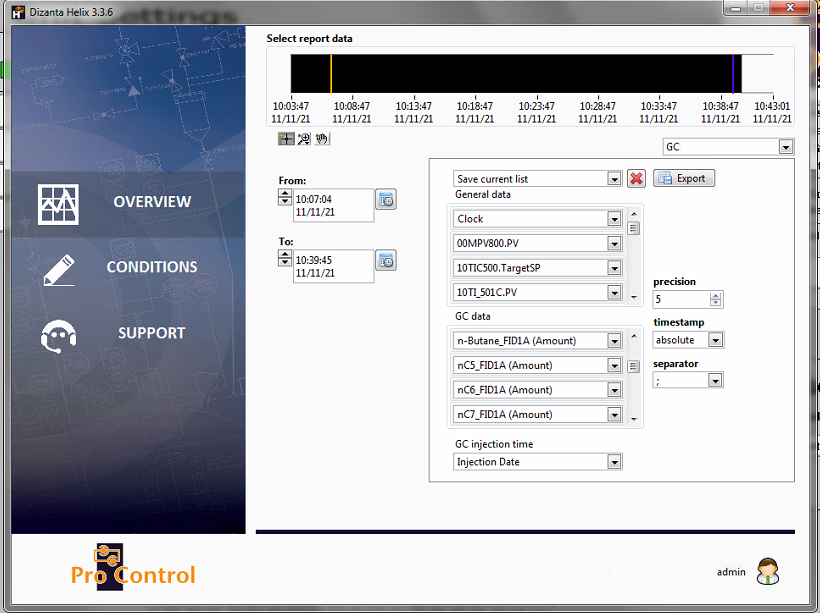 Dizanta Helix 3.3.6
Select report data
10:03:47 10:08:47 10:13:47 10:18:47 10:23:47 10:28:47 10:33:47 10:38:47 10:43:01
11/11/21 11/11/21 11/11/21 11/11/21 11/11/21 11/11/21 11/11/21 11/11/21 11/11/21
GC
OVERVIEW
CONDITIONS
SUPPORT
From:
10:07:04
11/11/21
To:
10:39:45
11/11/21
Save current list
Export
General data
Clock
00MPV800.PV
10TIC500.TargetSP
10TI_501C.PV
GC data
n-Butane_FID1A (Amount)
nC5_FID1A (Amount)
nC6_FID1A (Amount)
nC7_FID1A (Amount)
GC injection time
Injection Date
precision
5
timestamp
absolute
separator
;
Pro Control
admin